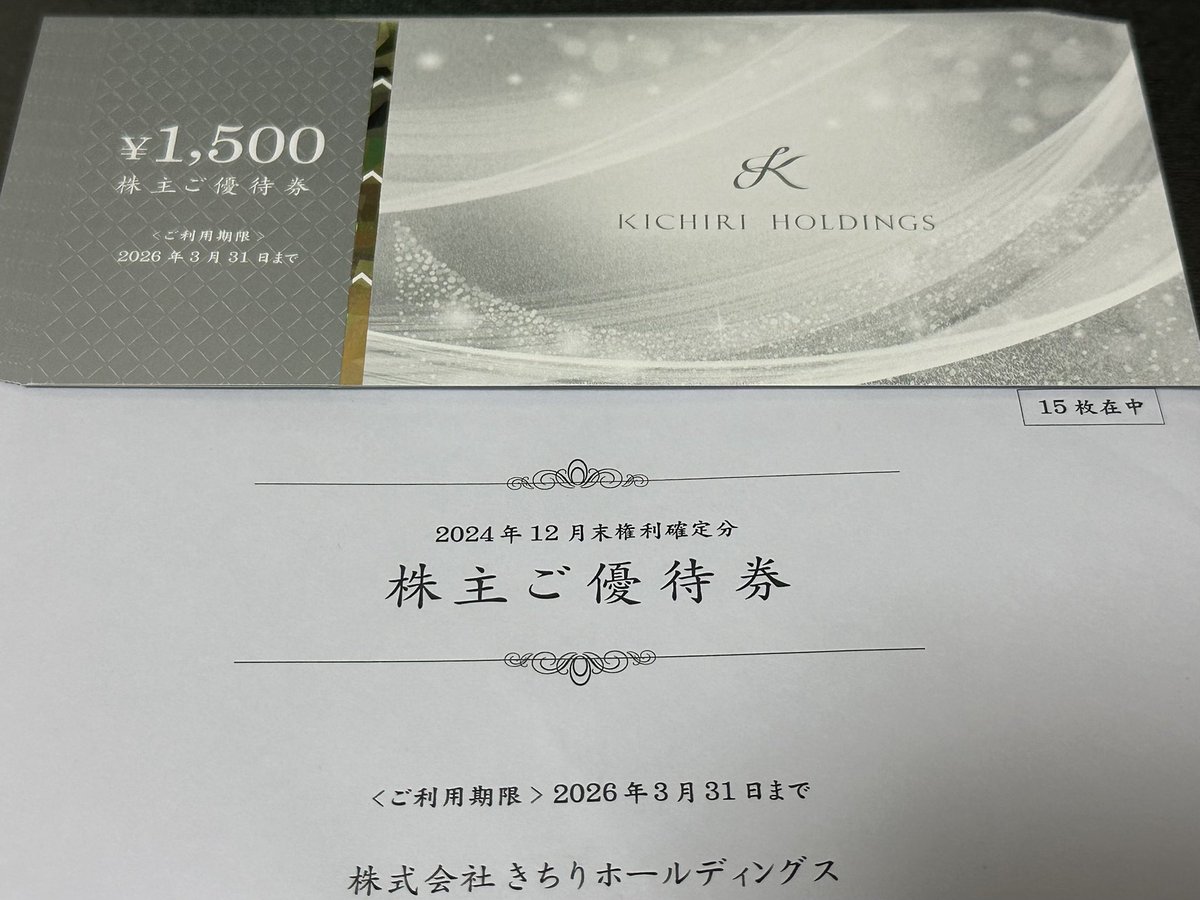 ¥1,500
株主ご優待券
<ご利用期限>
2026年3月31日まで
K
KICHIRI HOLDINGS
15枚在中
2024年12月末権利確定分
株主ご優待券
<ご利用期限> 2026年3月31日まで
株式会社きちりホールディングス